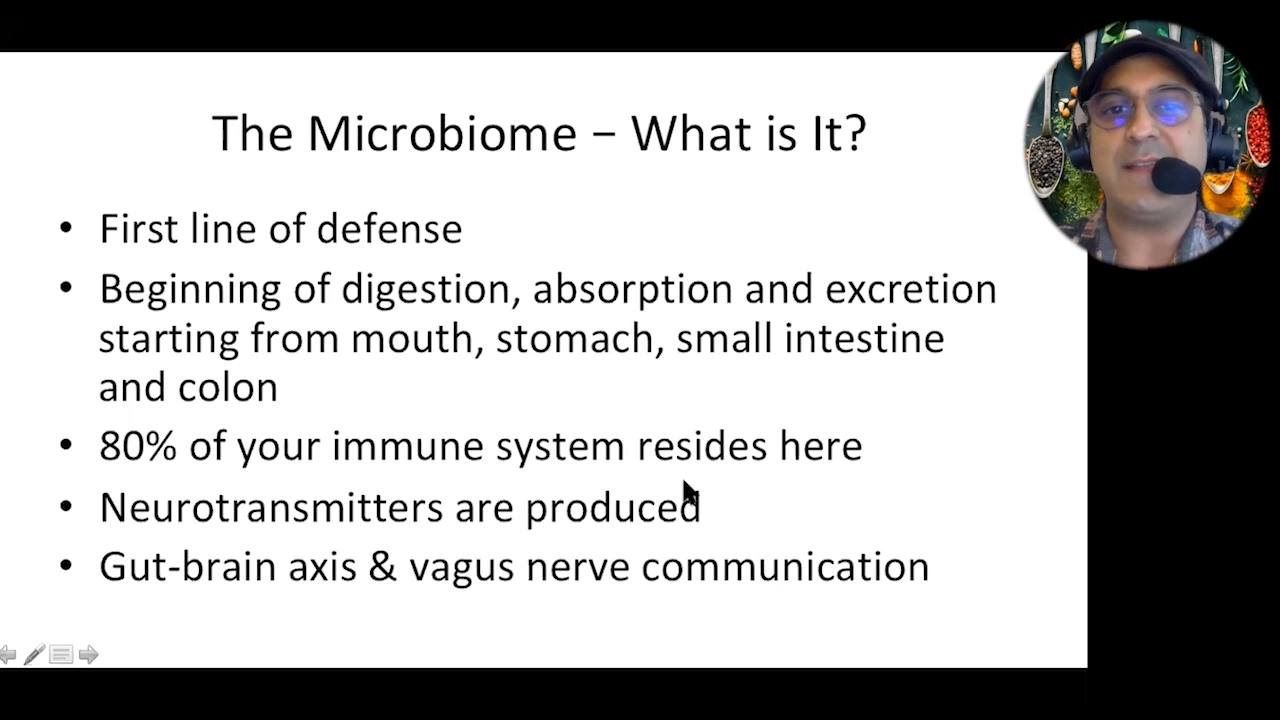 The Microbiome – What is It?
• First line of defense
• Beginning of digestion, absorption and excretion
starting from mouth, stomach, small intestine
and colon
• 80% of your immune system resides here
• Neurotransmitters are produced
• Gut-brain axis & vagus nerve communication